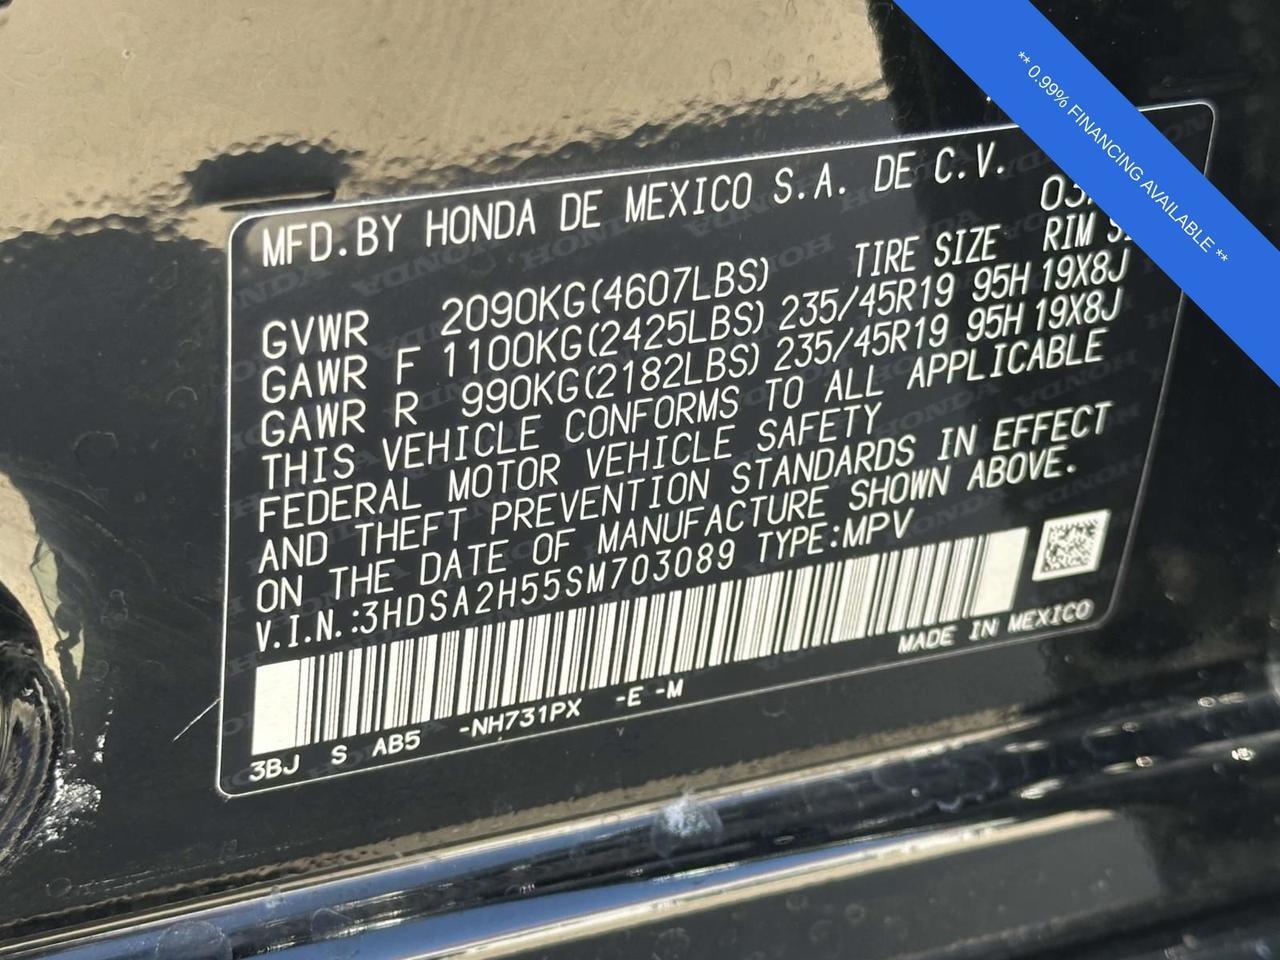 ** 0.99% FINANCING AVAILABLE **
MFD.BY HONDA DE MEXICO S.A. DE C.V.
TIRE SIZE RIM
GVWR 2090KG(4607LBS)
GAWR F 1100KG(2425LBS) 235/45R19 95H 19X8J
GAWR R 990KG(2182LBS) 235/45R19 95H 19X8J
THIS VEHICLE CONFORMS TO ALL APPLICABLE
FEDERAL MOTOR VEHICLE SAFETY
AND THEFT PREVENTION STANDARDS IN EFFECT
ON THE DATE OF MANUFACTURE SHOWN ABOVE.
V.I.N.:3HDSA2H55SM703089 TYPE:MPV
MADE IN MEXICO
3BJ S AB5 -NH731PX -E -M